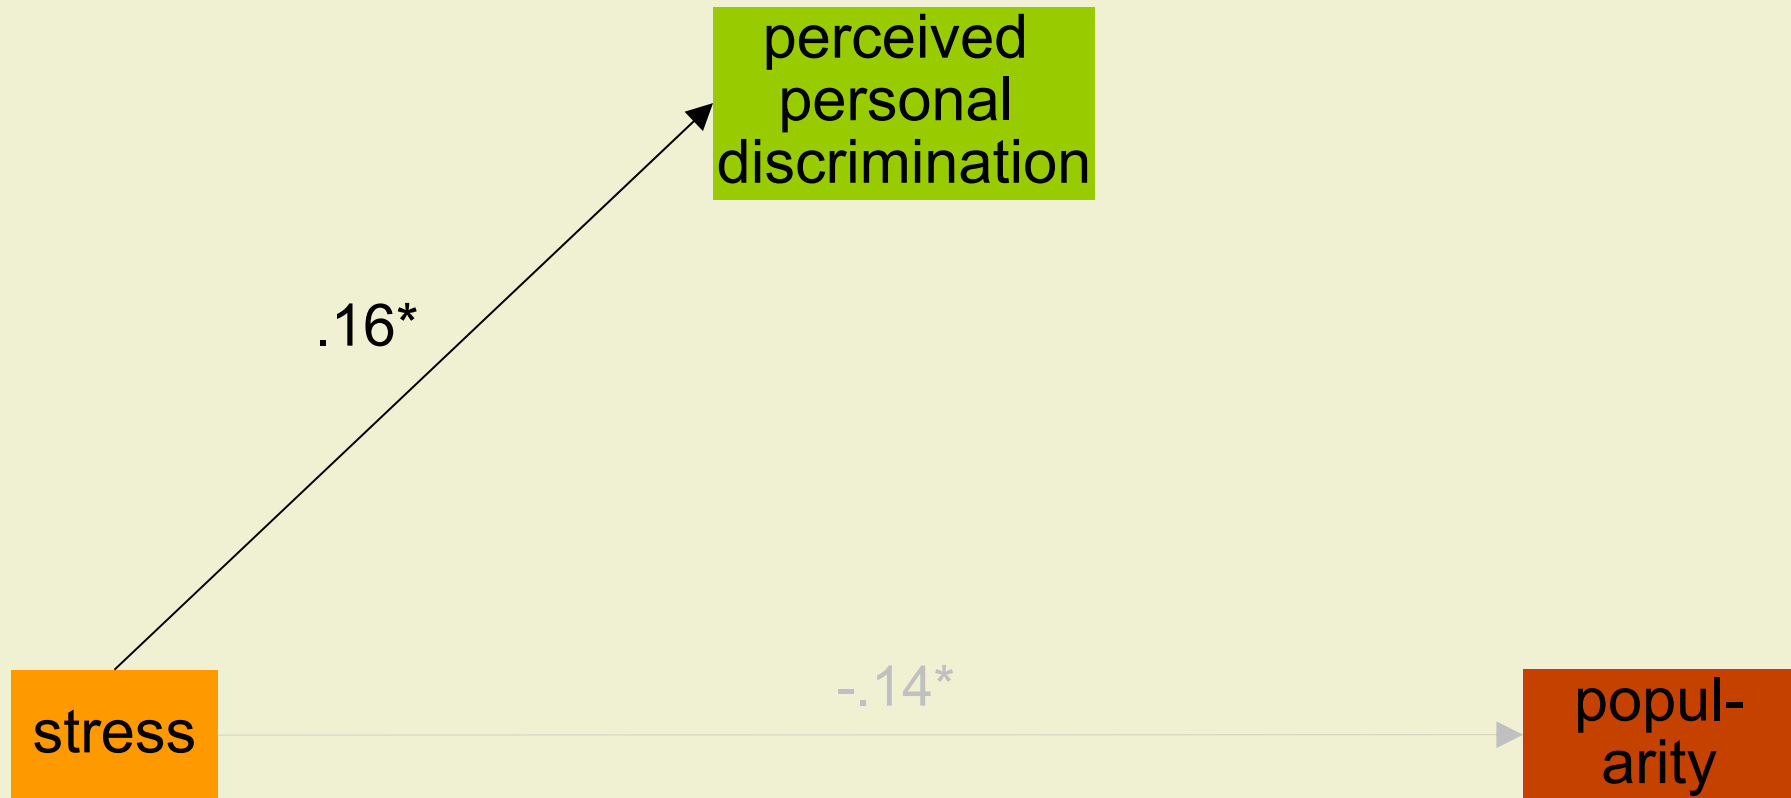 perceived
personal
discrimination
.16*
-.14*
stress
popul-
arity